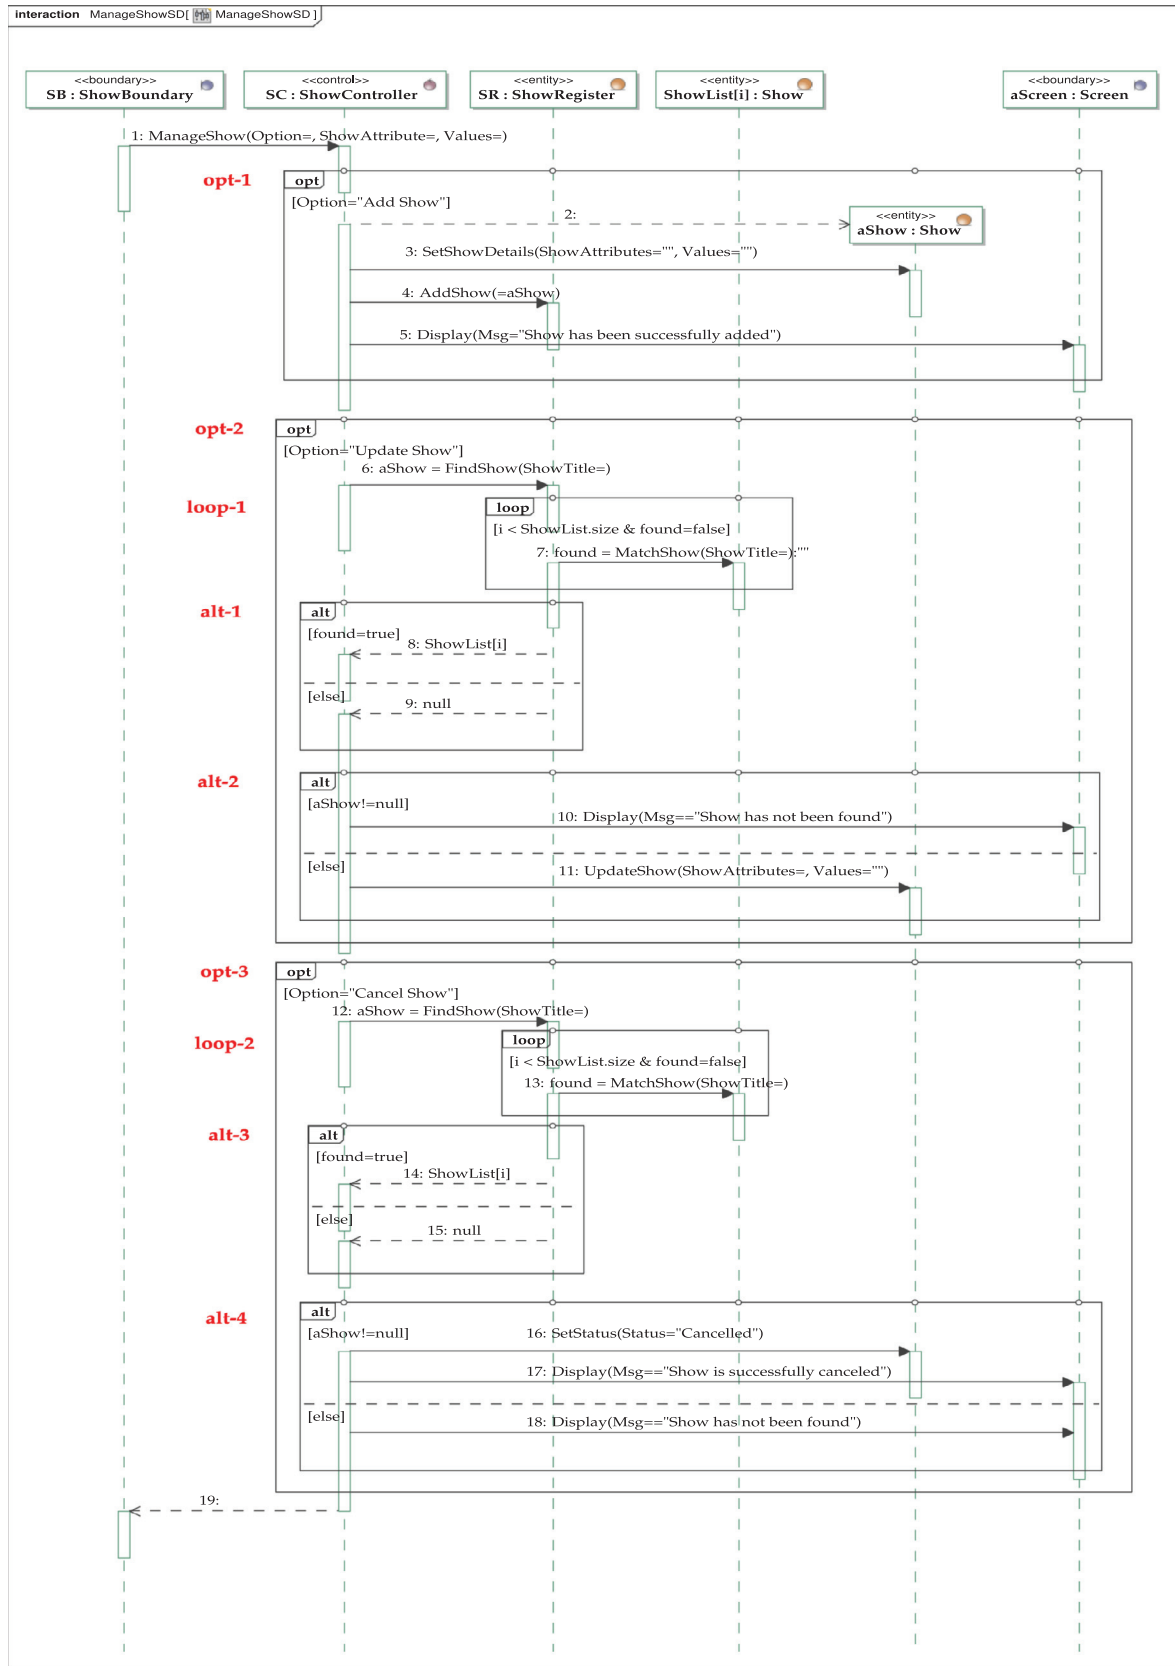 interaction ManageShowSD[ ManageShowSD ]
<<boundary>>
SB : ShowBoundary
<<control>>
SC : ShowController
<<entity>>
SR : ShowRegister
<<entity>>
ShowList[i] : Show
<<boundary>>
aScreen : Screen
1: ManageShow(Option=, ShowAttribute=, Values=)
opt-1
opt
[Option="Add Show"]
2:
<<entity>>
aShow : Show
3: SetShowDetails(ShowAttributes="", Values="")
4: AddShow(=aShow)
5: Display(Msg="Show has been successfully added")
opt-2
opt
[Option="Update Show"]
6: aShow = FindShow(ShowTitle=)
loop-1
loop
[i < ShowList.size & found=false]
7: found = MatchShow(ShowTitle=):""
alt-1
alt
[found=true]
8: ShowList[i]
[else]
9: null
alt-2
alt
[aShow!=null]
10: Display(Msg=="Show has not been found")
[else]
11: UpdateShow(ShowAttributes=, Values="")
opt-3
opt
[Option="Cancel Show"]
12: aShow = FindShow(ShowTitle=)
loop-2
loop
[i < ShowList.size & found=false]
13: found = MatchShow(ShowTitle=)
alt-3
alt
[found=true]
14: ShowList[i]
[else]
15: null
alt-4
alt
[aShow!=null]
16: SetStatus(Status="Cancelled")
17: Display(Msg=="Show is successfully canceled")
[else]
18: Display(Msg=="Show has not been found")
19: